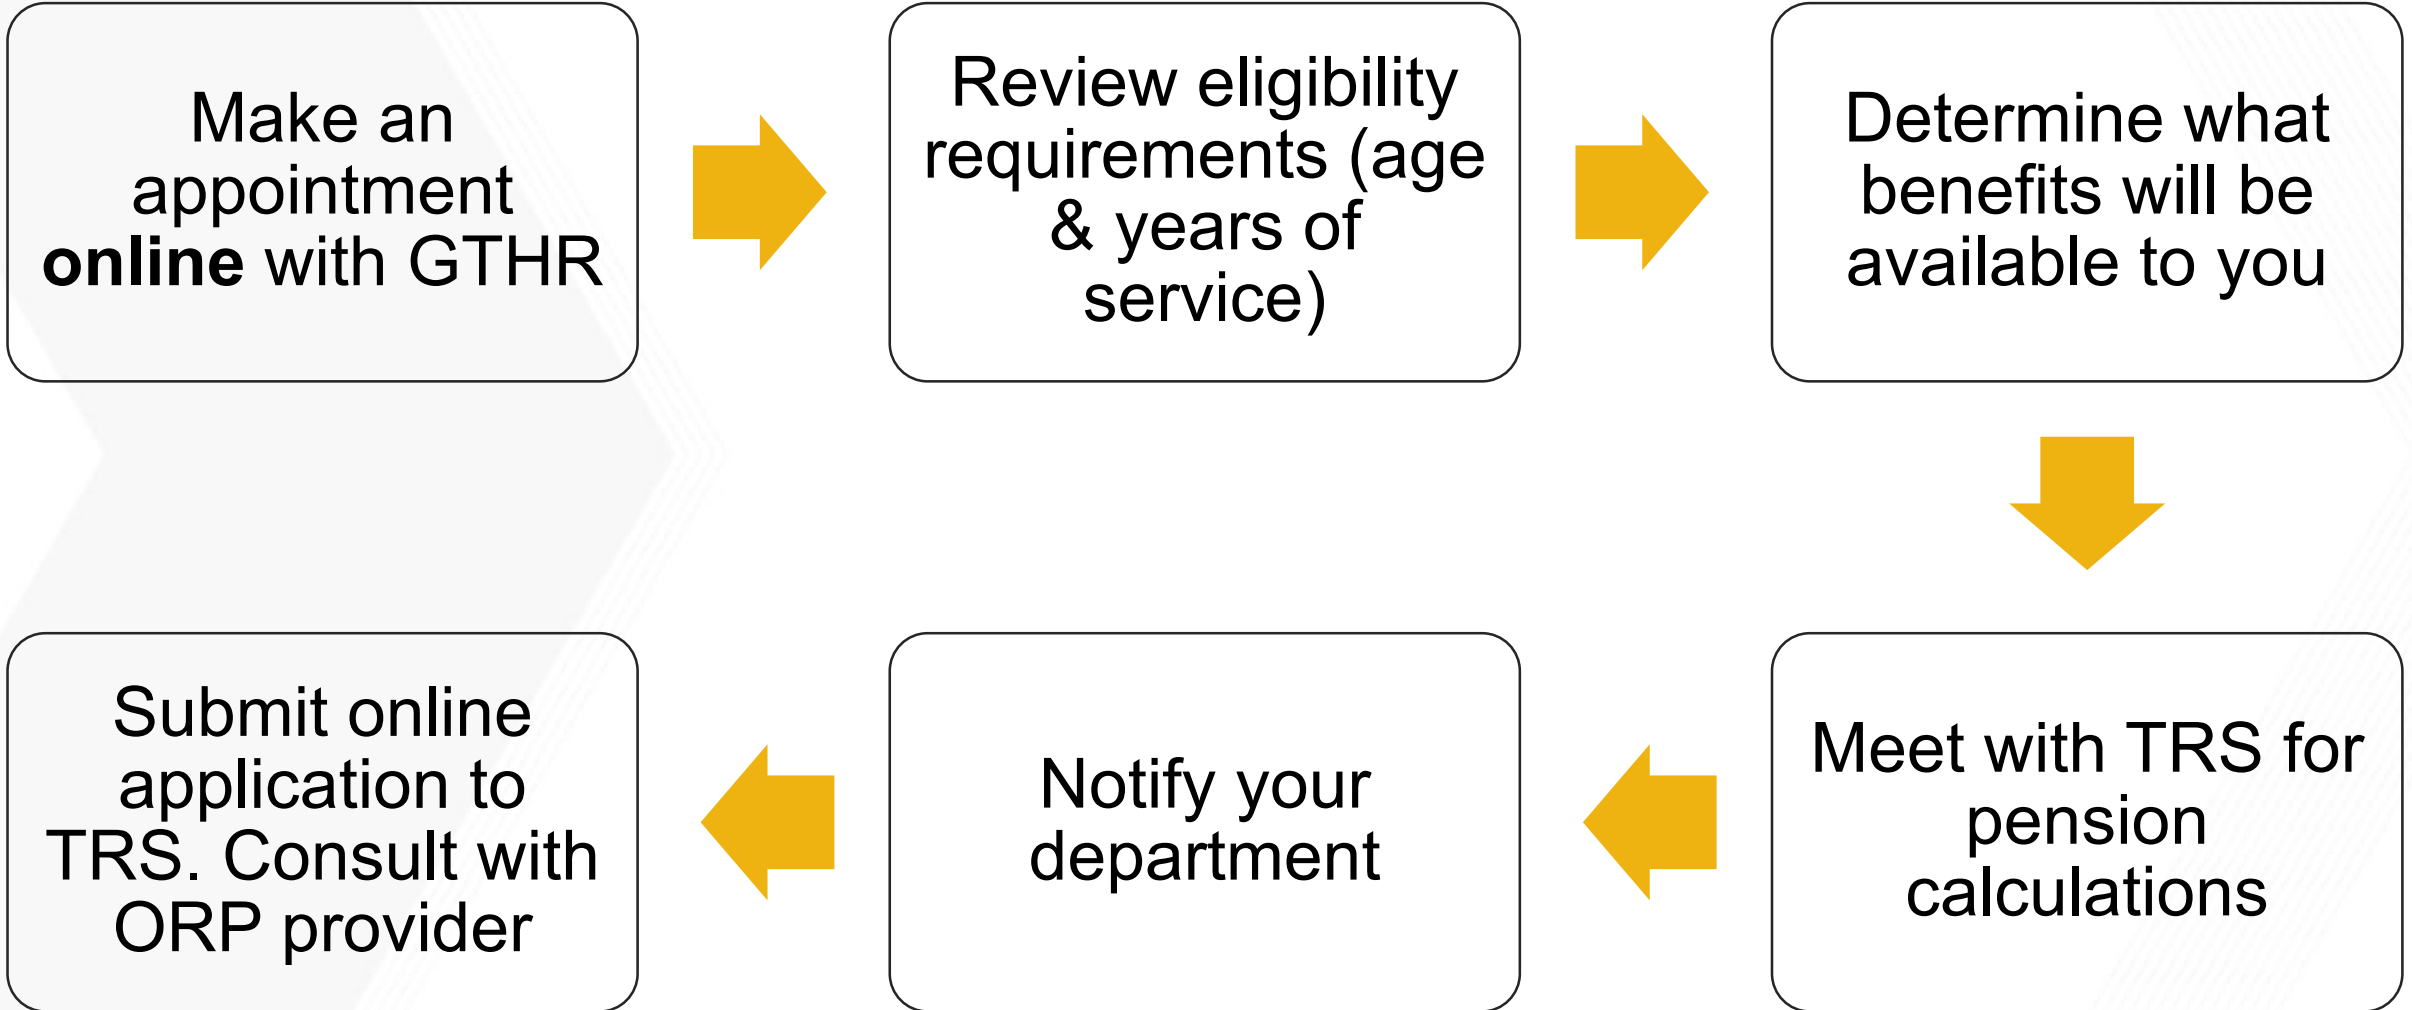 Make an
appointment
online with GTHR
Review eligibility
requirements (age
& years of
service)
Determine what
benefits will be
available to you
Meet with TRS for
pension
calculations
Notify your
department
Submit online
application to
TRS. Consult with
ORP provider